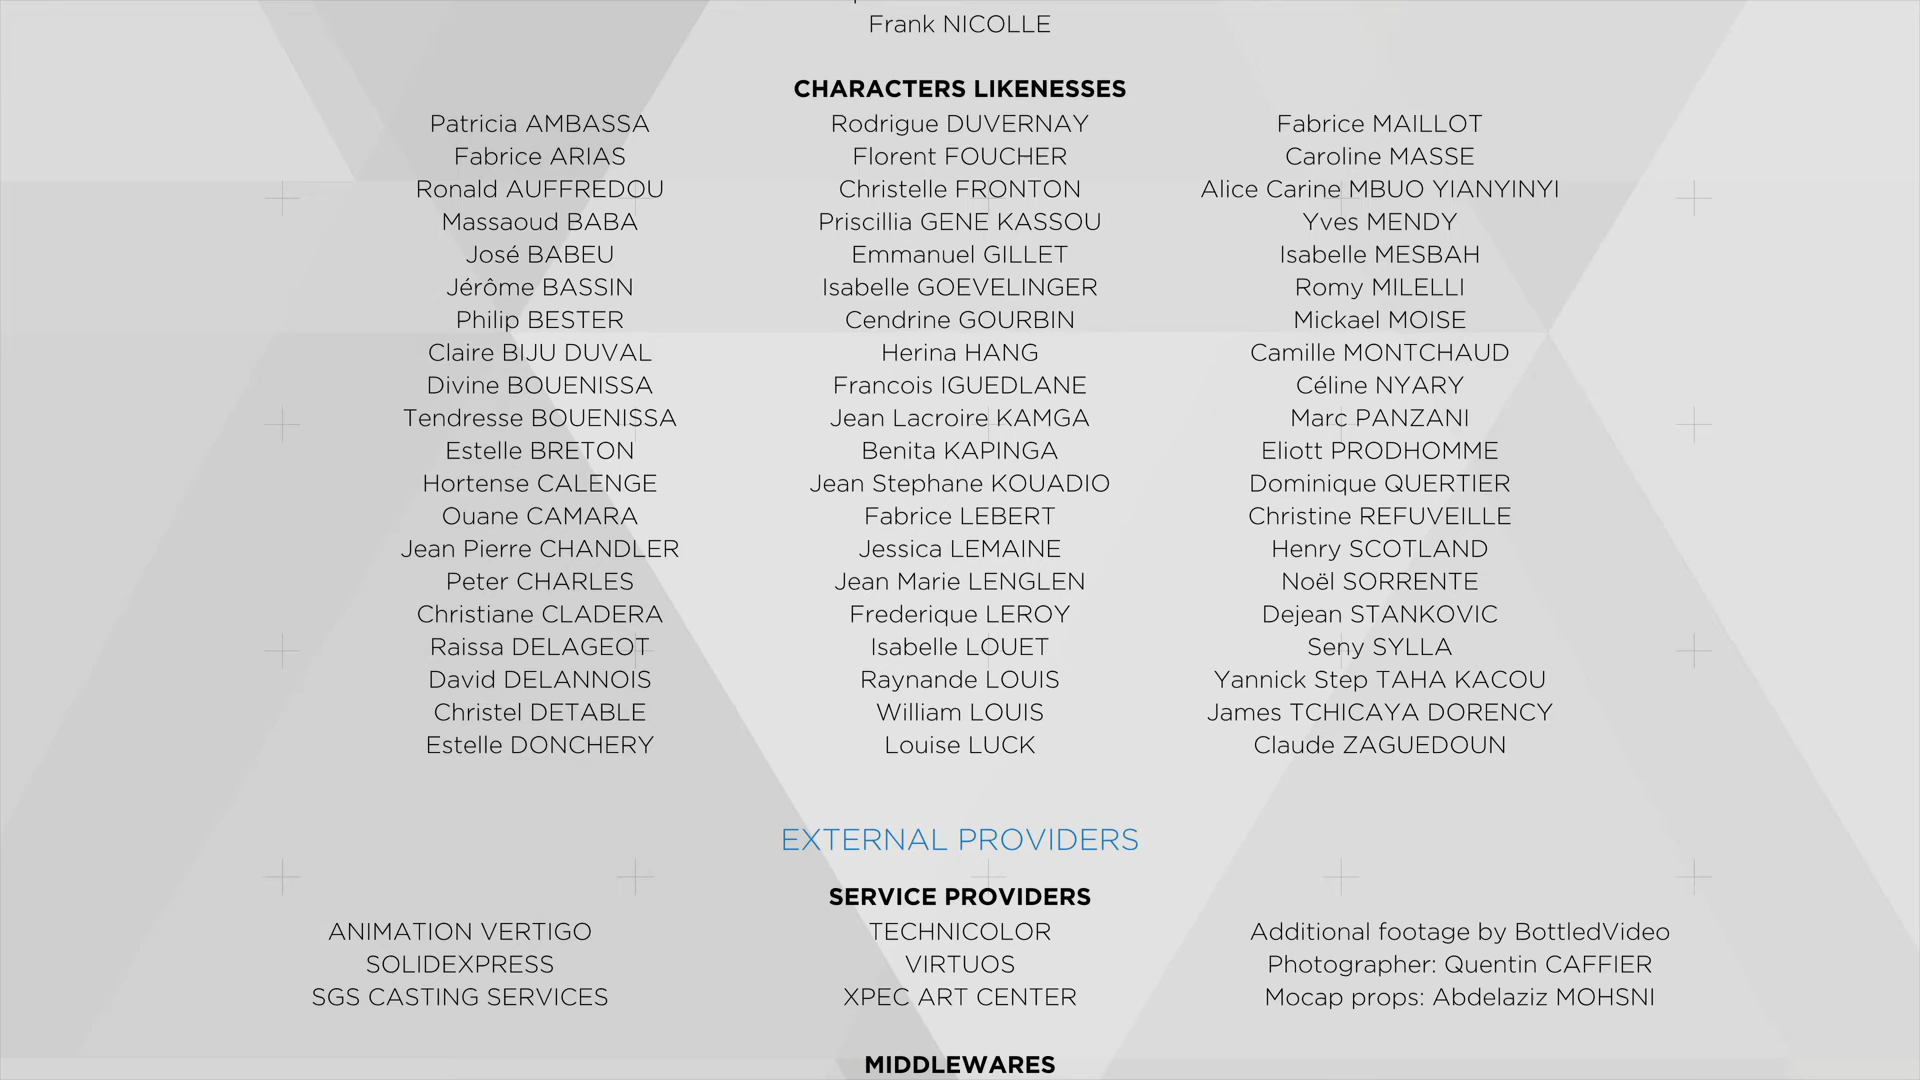 Frank NICOLLE
CHARACTERS LIKENESSES
Patricia AMBASSA
Fabrice ARIAS
Ronald AUFFREDOU
Massaoud BABA
José BABEU
Jérôme BASSIN
Philip BESTER
Claire BIJU DUVAL
Divine BOUENISSA
Tendresse BOUENISSA
Estelle BRETON
Hortense CALENGE
Ouane CAMARA
Jean Pierre CHANDLER
Peter CHARLES
Christiane CLADERA
Raissa DELAGEOT
David DELANNOIS
Christel DETABLE
Estelle DONCHERY
Rodrigue DUVERNAY
Florent FOUCHER
Christelle FRONTON
Priscillia GENE KASSOU
Emmanuel GILLET
Isabelle GOEVELINGER
Cendrine GOURBIN
Herina HANG
Francois IGUEDLANE
Jean Lacroire KAMGA
Benita KAPINGA
Jean Stephane KOUADIO
Fabrice LEBERT
Jessica LEMAINE
Jean Marie LENGLEN
Frederique LEROY
Isabelle LOUET
Raynande LOUIS
William LOUIS
Louise LUCK
Fabrice MAILLOT
Caroline MASSE
Alice Carine MBUO YIANYINYI
Yves MENDY
Isabelle MESBAH
Romy MILELLI
Mickael MOISE
Camille MONTCHAUD
Céline NYARY
Marc PANZANI
Eliott PRODHOMME
Dominique QUERTIER
Christine REFUVEILLE
Henry SCOTLAND
Noël SORRENTE
Dejean STANKOVIC
Seny SYLLA
Yannick Step TAHA KACOU
James TCHICAYA DORENCY
Claude ZAGUEDOUN
EXTERNAL PROVIDERS
SERVICE PROVIDERS
ANIMATION VERTIGO
SOLIDEXPRESS
SGS CASTING SERVICES
TECHNICOLOR
VIRTUOS
XPEC ART CENTER
Additional footage by BottledVideo
Photographer: Quentin CAFFIER
Mocap props: Abdelaziz MOHSNI
MIDDLEWARES